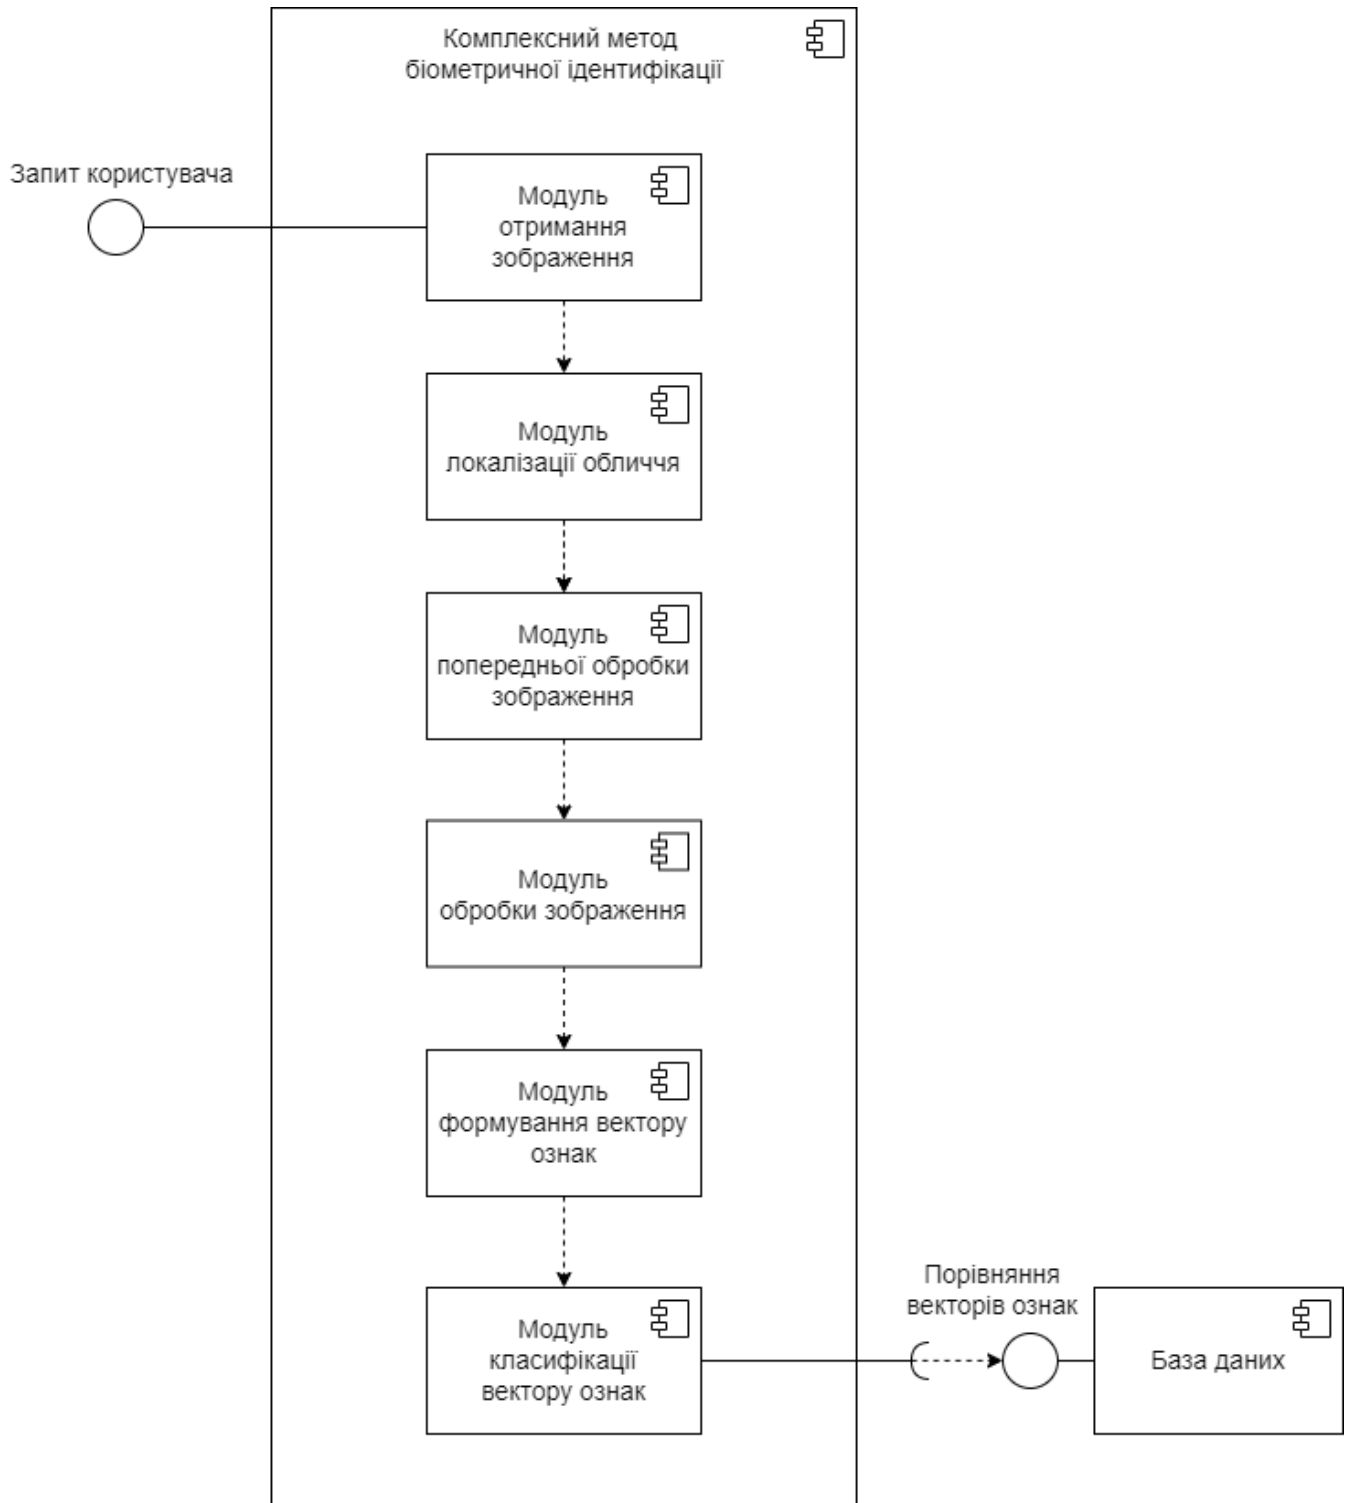 Комплексний метод
біометричної ідентифікації
Запит користувача
Модуль
отримання
зображення
Модуль
локалізації обличчя
Модуль
попередньої обробки
зображення
Модуль
обробки зображення
Модуль
формування вектору
ознак
Модуль
класифікації
вектору ознак
Порівняння
векторів ознак
База даних